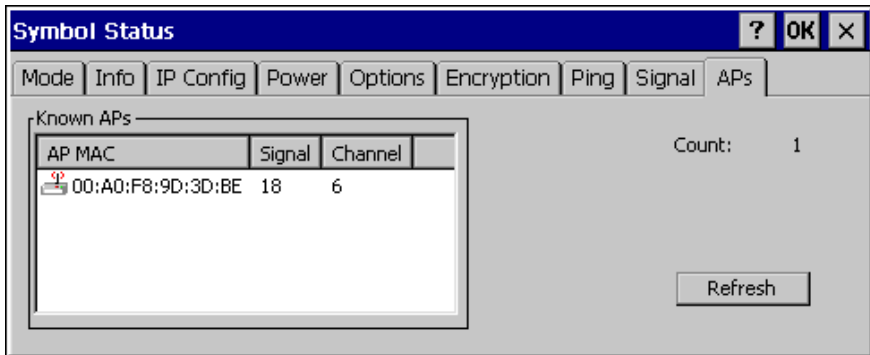 Symbol Status ? OK ×
Mode Info IP Config Power Options Encryption Ping Signal APs
Known APs
AP MAC Signal Channel
00:A0:F8:9D:3D:BE 18 6
Count: 1
Refresh